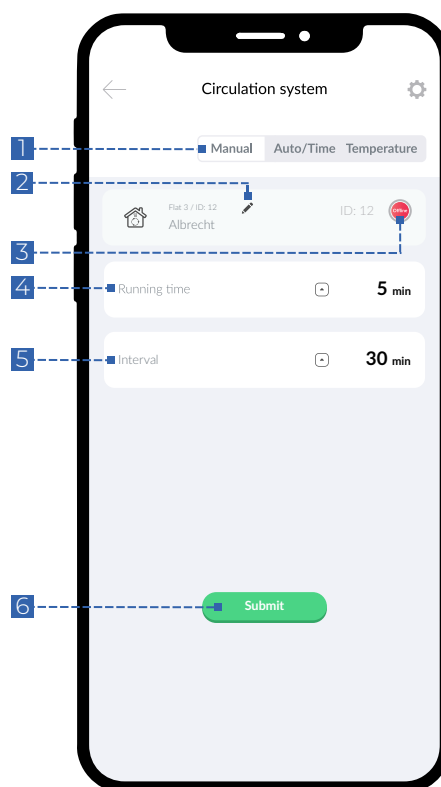 Circulation system
1
Manual Auto/Time Temperature
2
Flat 3 / ID: 12
Albrecht
ID: 12
Offline
3
4
Running time 5 min
5
Interval 30 min
6
Submit